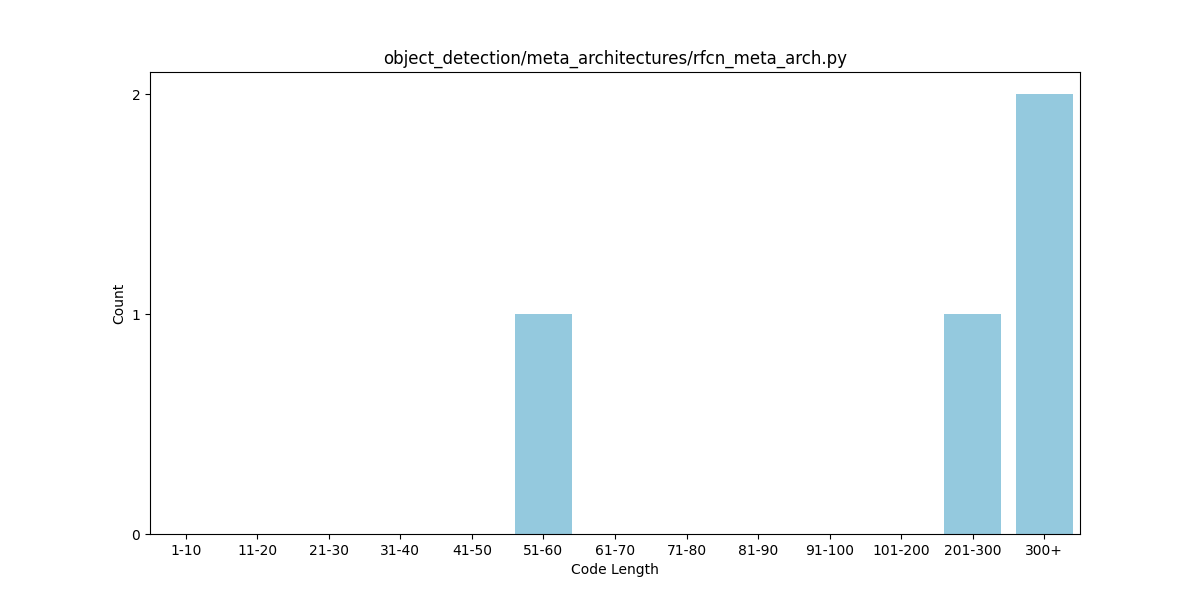 object_detection/meta_architectures/rfcn_meta_arch.py
2
1
0
Count
1-10 11-20 21-30 31-40 41-50 51-60 61-70 71-80 81-90 91-100 101-200 201-300 300+
Code Length